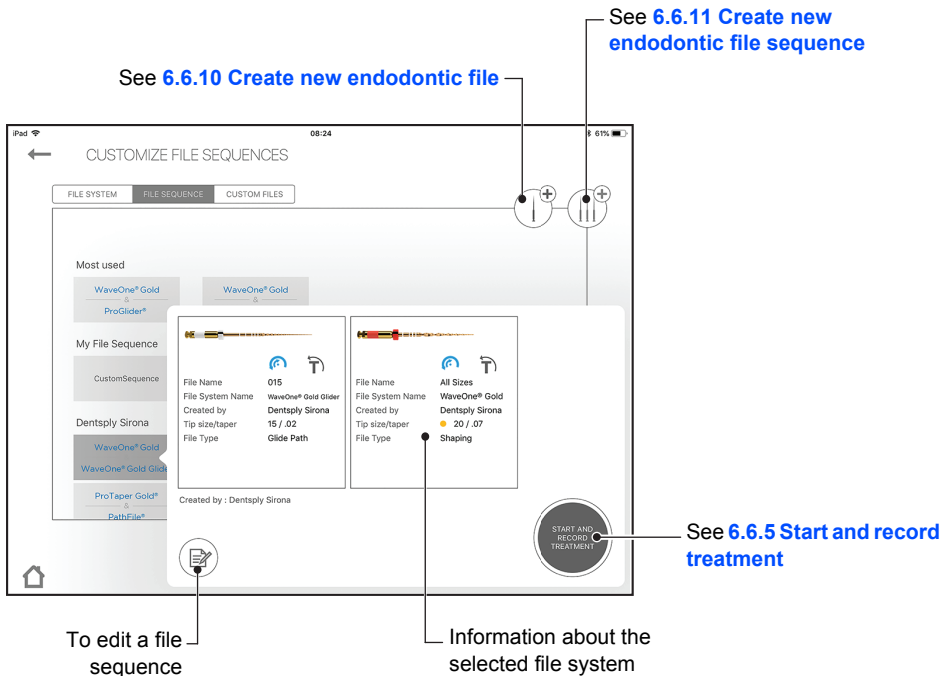 See 6.6.11 Create new
endodontic file sequence
See 6.6.10 Create new endodontic file
iPad
08:24
61%
CUSTOMIZE FILE SEQUENCES
FILE SYSTEM
FILE SEQUENCE
CUSTOM FILES
Most used
WaveOne® Gold
&
ProGlider®
WaveOne® Gold
&
My File Sequence
CustomSequence
Dentsply Sirona
WaveOne® Gold
WaveOne® Gold Glide
ProTaper Gold®
&
PathFile®
File Name 015
File System Name WaveOne® Gold Glider
Created by Dentsply Sirona
Tip size/taper 15 / .02
File Type Glide Path
File Name All Sizes
File System Name WaveOne® Gold
Created by Dentsply Sirona
Tip size/taper 20 / .07
File Type Shaping
Created by : Dentsply Sirona
START AND
RECORD
TREATMENT
See 6.6.5 Start and record
treatment
To edit a file
sequence
Information about the
selected file system